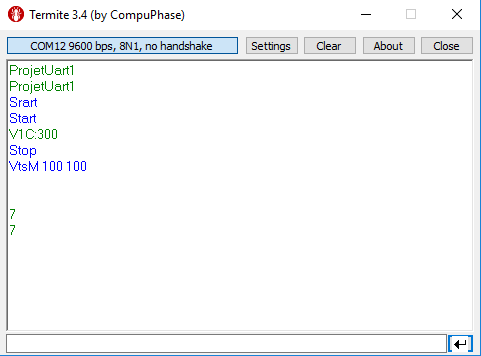 Termite 3.4 (by CompuPhase)
COM12 9600 bps, 8N1, no handshake
Settings
Clear
About
Close
ProjetUart1
ProjetUart1
Srart
Start
V1C:300
Stop
VtsM 100 100
7
7